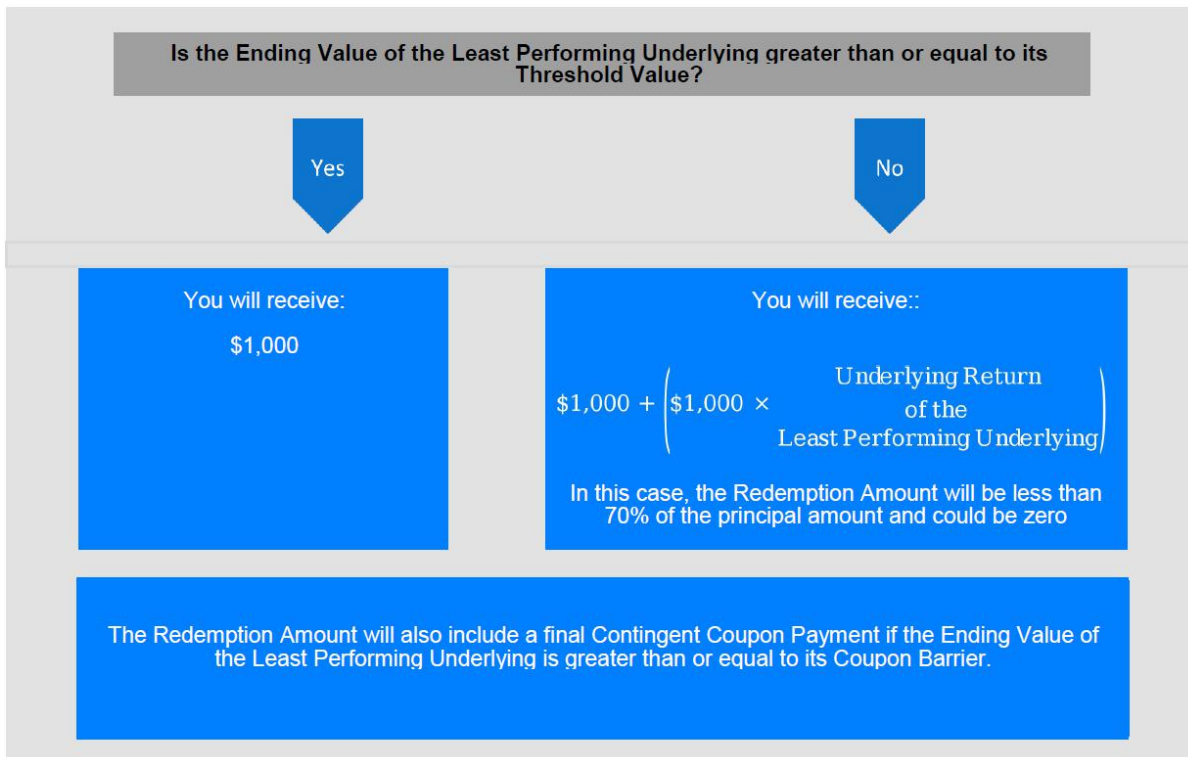 Is the Ending Value of the Least Performing Underlying greater than or equal to its
Threshold Value?
Yes
No
You will receive:
$1,000
You will receive::
$1,000 + ($1,000 × Underlying Return
of the
Least Performing Underlying)
In this case, the Redemption Amount will be less than
70% of the principal amount and could be zero
The Redemption Amount will also include a final Contingent Coupon Payment if the Ending Value of
the Least Performing Underlying is greater than or equal to its Coupon Barrier.